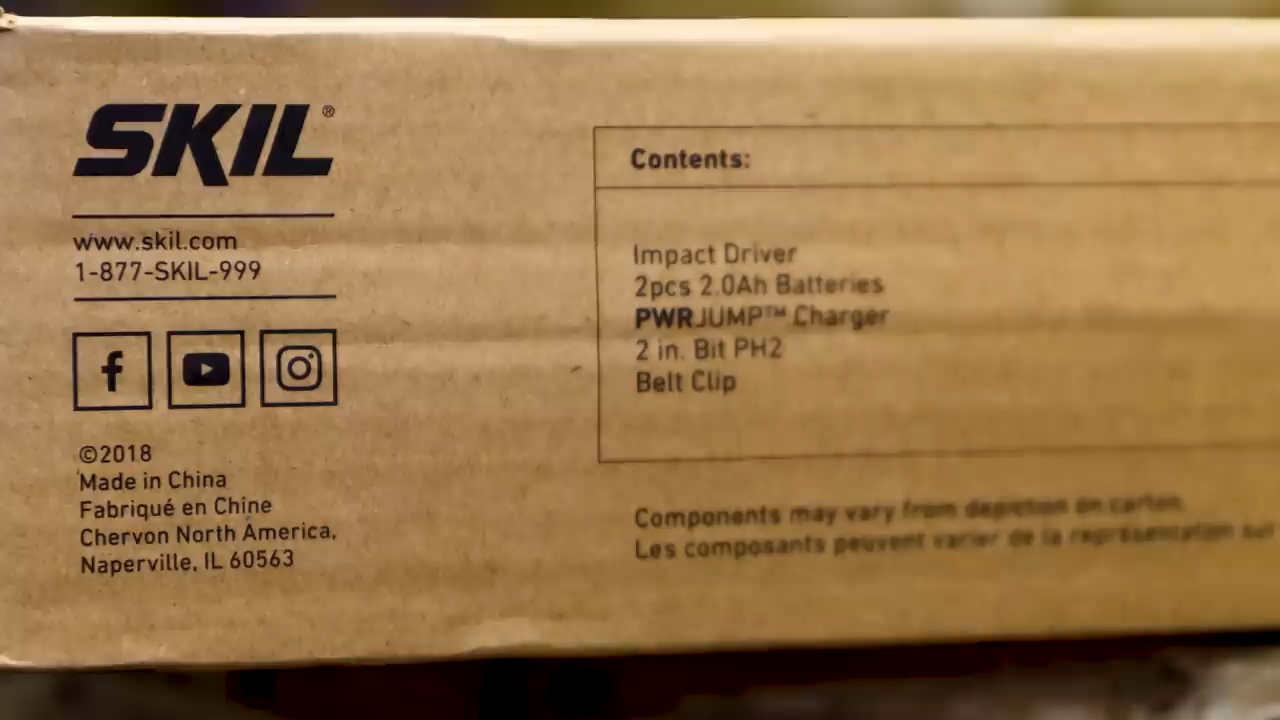 SKIL®
www.skil.com
1-877-SKIL-999
©2018
Made in China
Fabriqué en Chine
Chervon North America,
Naperville, IL 60563
Contents:
Impact Driver
2pcs 2.0Ah Batteries
PWRJUMP™ Charger
2 in. Bit PH2
Belt Clip
Components may vary from depiction on carton.
Les composants peuvent varier de la représentation sur